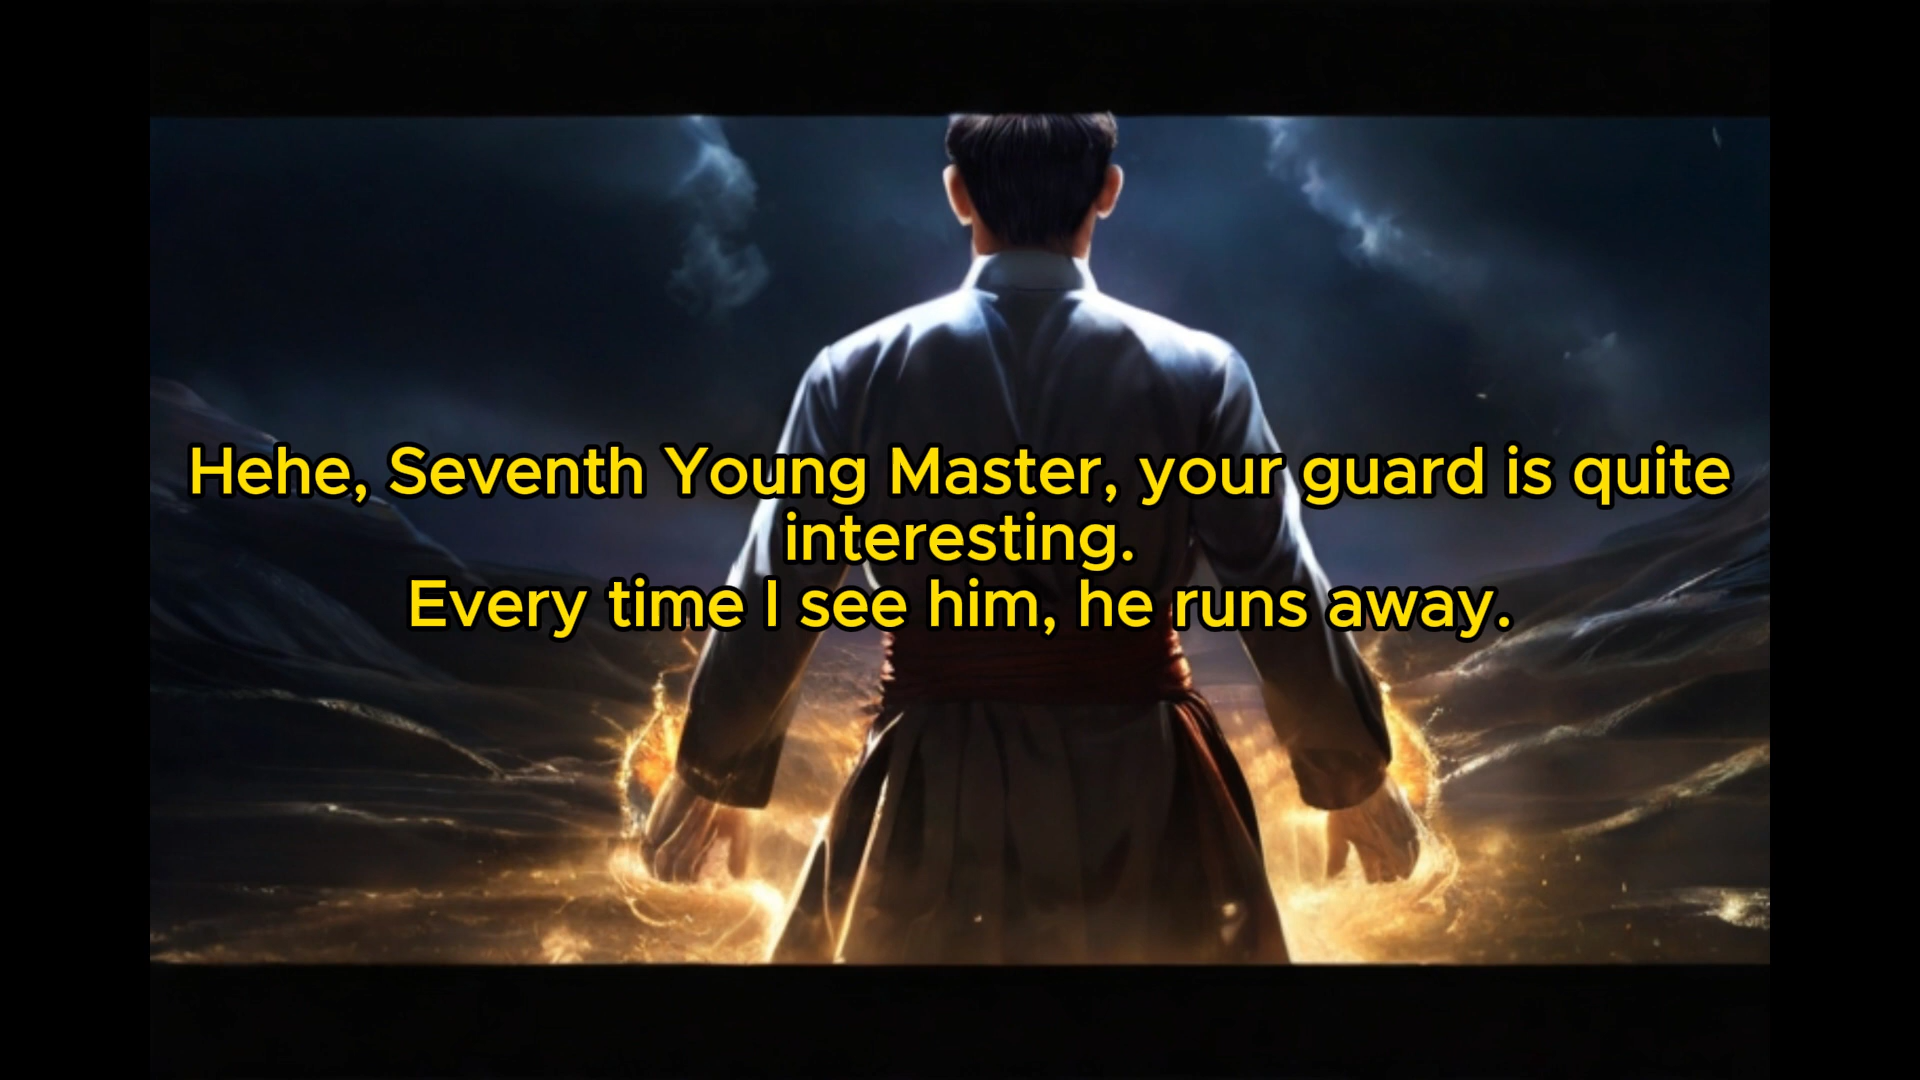 Hehe, Seventh Young Master, your guard is quite
interesting.
Every time I see him, he runs away.